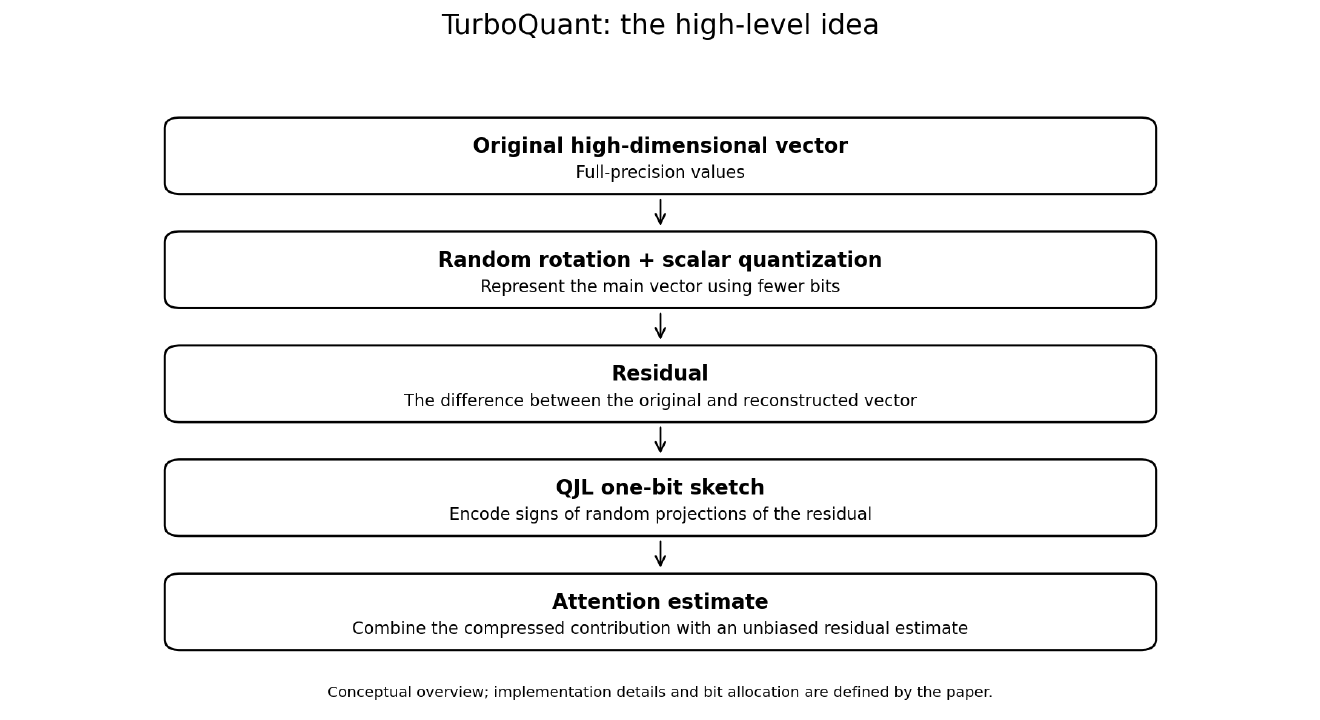 TurboQuant: the high-level idea
Original high-dimensional vector
Full-precision values
Random rotation + scalar quantization
Represent the main vector using fewer bits
Residual
The difference between the original and reconstructed vector
QJL one-bit sketch
Encode signs of random projections of the residual
Attention estimate
Combine the compressed contribution with an unbiased residual estimate
Conceptual overview; implementation details and bit allocation are defined by the paper.